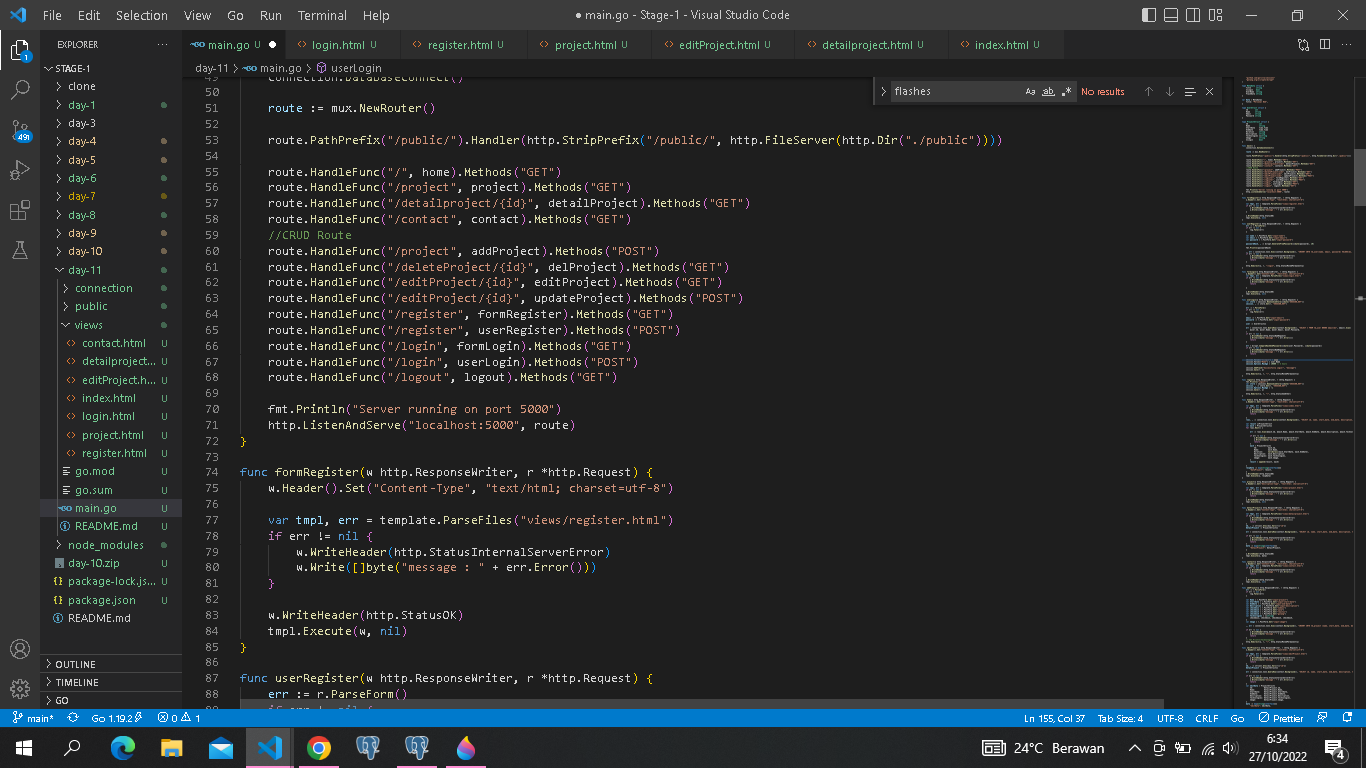 File Edit Selection View Go Run Terminal Help
● main.go - Stage-1 - Visual Studio Code
EXPLORER ···
main.go U ●
login.html U
register.html U
project.html U
editProject.html U
detailproject.html U
index.html U
day-11 > main.go > userLogin
STAGE-1
clone
day-1
day-3
day-4
day-5
day-6
day-7
day-8
day-9
day-10
day-11
connection
public
views
contact.html U
detailproject... U
editProject.h... U
index.html U
login.html U
project.html U
register.html U
go.mod U
go.sum U
main.go U
README.md U
node_modules
day-10.zip U
package-lock.js... U
package.json U
README.md
OUTLINE
TIMELINE
GO
1
491
flashes Aa ab .* No results
49 connection.DatabaseConnect()
50
51 route := mux.NewRouter()
52
53 route.PathPrefix("/public/").Handler(http.StripPrefix("/public/", http.FileServer(http.Dir("./public"))))
54
55 route.HandleFunc("/", home).Methods("GET")
56 route.HandleFunc("/project", project).Methods("GET")
57 route.HandleFunc("/detailproject/{id}", detailProject).Methods("GET")
58 route.HandleFunc("/contact", contact).Methods("GET")
59 //CRUD Route
60 route.HandleFunc("/project", addProject).Methods("POST")
61 route.HandleFunc("/deleteProject/{id}", delProject).Methods("GET")
62 route.HandleFunc("/editProject/{id}", editProject).Methods("GET")
63 route.HandleFunc("/editProject/{id}", updateProject).Methods("POST")
64 route.HandleFunc("/register", formRegister).Methods("GET")
65 route.HandleFunc("/register", userRegister).Methods("POST")
66 route.HandleFunc("/login", formLogin).Methods("GET")
67 route.HandleFunc("/login", userLogin).Methods("POST")
68 route.HandleFunc("/logout", logout).Methods("GET")
69
70 fmt.Println("Server running on port 5000")
71 http.ListenAndServe("localhost:5000", route)
72 }
73
74 func formRegister(w http.ResponseWriter, r *http.Request) {
75 w.Header().Set("Content-Type", "text/html; charset=utf-8")
76
77 var tmpl, err = template.ParseFiles("views/register.html")
78 if err != nil {
79 w.WriteHeader(http.StatusInternalServerError)
80 w.Write([]byte("message : " + err.Error()))
81 }
82
83 w.WriteHeader(http.StatusOK)
84 tmpl.Execute(w, nil)
85 }
86
87 func userRegister(w http.ResponseWriter, r *http.Request) {
88 err := r.ParseForm()
main* Go 1.19.2 0 1 Ln 155, Col 37 Tab Size: 4 UTF-8 CRLF Go Prettier
24°C Berawan
6:34
27/10/2022
4